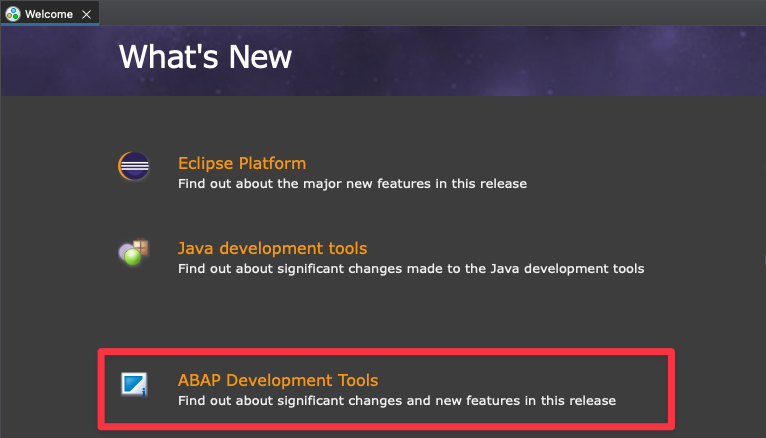 Welcome
What's New
Eclipse Platform
Find out about the major new features in this release
Java development tools
Find out about significant changes made to the Java development tools
ABAP Development Tools
Find out about significant changes and new features in this release